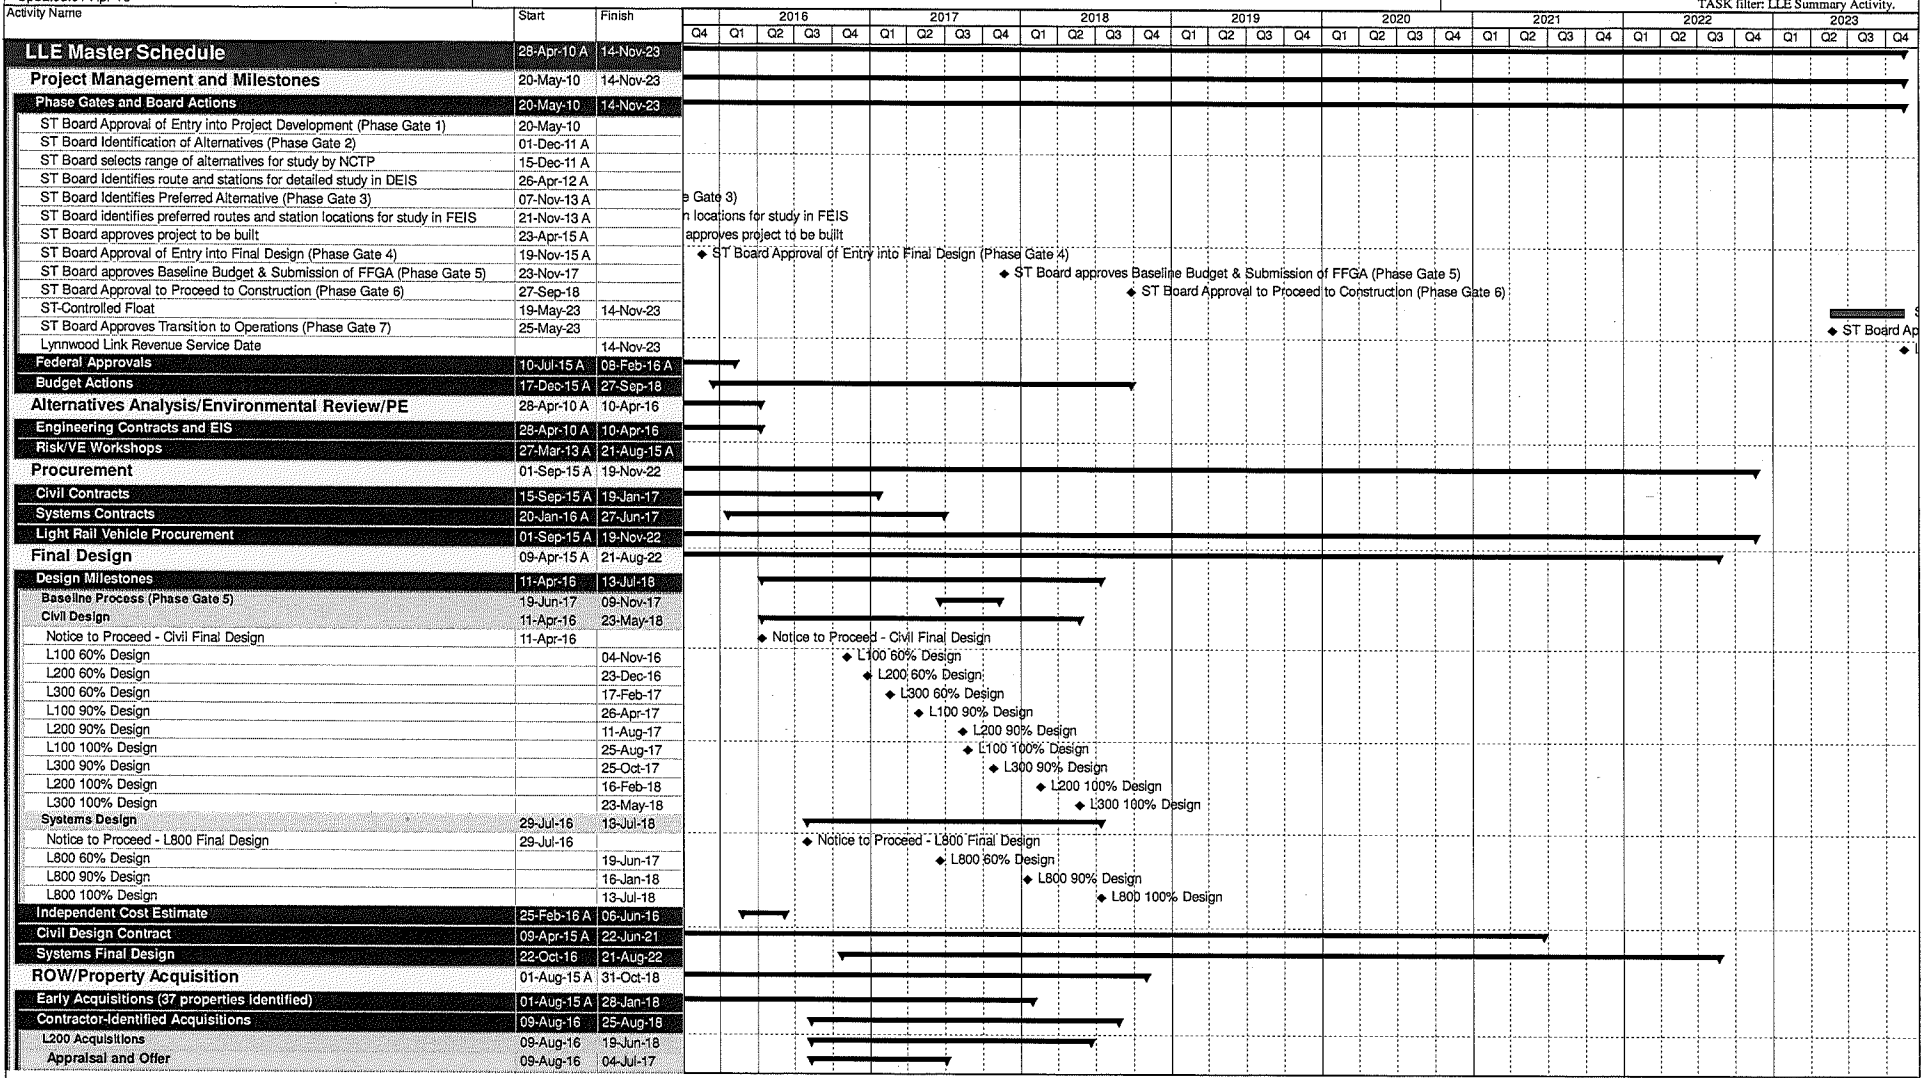 TASK filter: LLE Summary Activity.
Activity Name Start Finish 2016 2017 2018 2019 2020 2021 2022 2023
Q4 Q1 Q2 Q3 Q4 Q1 Q2 Q3 Q4 Q1 Q2 Q3 Q4 Q1 Q2 Q3 Q4 Q1 Q2 Q3 Q4 Q1 Q2 Q3 Q4 Q1 Q2 Q3 Q4 Q1 Q2 Q3 Q4
LLE Master Schedule 28-Apr-10 A 14-Nov-23
Project Management and Milestones 20-May-10 14-Nov-23
Phase Gates and Board Actions 20-May-10 14-Nov-23
ST Board Approval of Entry into Project Development (Phase Gate 1) 20-May-10
ST Board Identification of Alternatives (Phase Gate 2) 01-Dec-11 A
ST Board selects range of alternatives for study by NCTP 15-Dec-11 A
ST Board Identifies route and stations for detailed study in DEIS 26-Apr-12 A
ST Board Identifies Preferred Alternative (Phase Gate 3) 07-Nov-13 A e Gate 3)
ST Board identifies preferred routes and station locations for study in FEIS 21-Nov-13 A n locations for study in FEIS
ST Board approves project to be built 23-Apr-15 A approves project to be built
ST Board Approval of Entry into Final Design (Phase Gate 4) 19-Nov-15 A ST Board Approval of Entry into Final Design (Phase Gate 4)
ST Board approves Baseline Budget & Submission of FFGA (Phase Gate 5) 23-Nov-17 ST Board approves Baseline Budget & Submission of FFGA (Phase Gate 5)
ST Board Approval to Proceed to Construction (Phase Gate 6) 27-Sep-18 ST Board Approval to Proceed to Construction (Phase Gate 6)
ST-Controlled Float 19-May-23 14-Nov-23 S
ST Board Approves Transition to Operations (Phase Gate 7) 25-May-23 ST Board Ap
Lynnwood Link Revenue Service Date 14-Nov-23 L
Federal Approvals 10-Jul-15 A 08-Feb-16 A
Budget Actions 17-Dec-15 A 27-Sep-18
Alternatives Analysis/Environmental Review/PE 28-Apr-10 A 10-Apr-16
Engineering Contracts and EIS 28-Apr-10 A 10-Apr-16
Risk/VE Workshops 27-Mar-13 A 21-Aug-15 A
Procurement 01-Sep-15 A 19-Nov-22
Civil Contracts 15-Sep-15 A 19-Jan-17
Systems Contracts 20-Jan-16 A 27-Jun-17
Light Rail Vehicle Procurement 01-Sep-15 A 19-Nov-22
Final Design 09-Apr-15 A 21-Aug-22
Design Milestones 11-Apr-16 13-Jul-18
Baseline Process (Phase Gate 5) 19-Jun-17 09-Nov-17
Civil Design 11-Apr-16 23-May-18
Notice to Proceed - Civil Final Design 11-Apr-16 Notice to Proceed - Civil Final Design
L100 60% Design 04-Nov-16 L100 60% Design
L200 60% Design 23-Dec-16 L200 60% Design
L300 60% Design 17-Feb-17 L300 60% Design
L100 90% Design 26-Apr-17 L100 90% Design
L200 90% Design 11-Aug-17 L200 90% Design
L100 100% Design 25-Aug-17 L100 100% Design
L300 90% Design 25-Oct-17 L300 90% Design
L200 100% Design 16-Feb-18 L200 100% Design
L300 100% Design 23-May-18 L300 100% Design
Systems Design 29-Jul-16 13-Jul-18
Notice to Proceed - L800 Final Design 29-Jul-16 Notice to Proceed - L800 Final Design
L800 60% Design 19-Jun-17 L800 60% Design
L800 90% Design 16-Jan-18 L800 90% Design
L800 100% Design 13-Jul-18 L800 100% Design
Independent Cost Estimate 25-Feb-16 A 06-Jun-16
Civil Design Contract 09-Apr-15 A 22-Jun-21
Systems Final Design 22-Oct-16 21-Aug-22
ROW/Property Acquisition 01-Aug-15 A 31-Oct-18
Early Acquisitions (37 properties identified) 01-Aug-15 A 28-Jan-18
Contractor-Identified Acquisitions 09-Aug-16 25-Aug-18
L200 Acquisitions 09-Aug-16 19-Jun-18
Appraisal and Offer 09-Aug-16 04-Jul-17